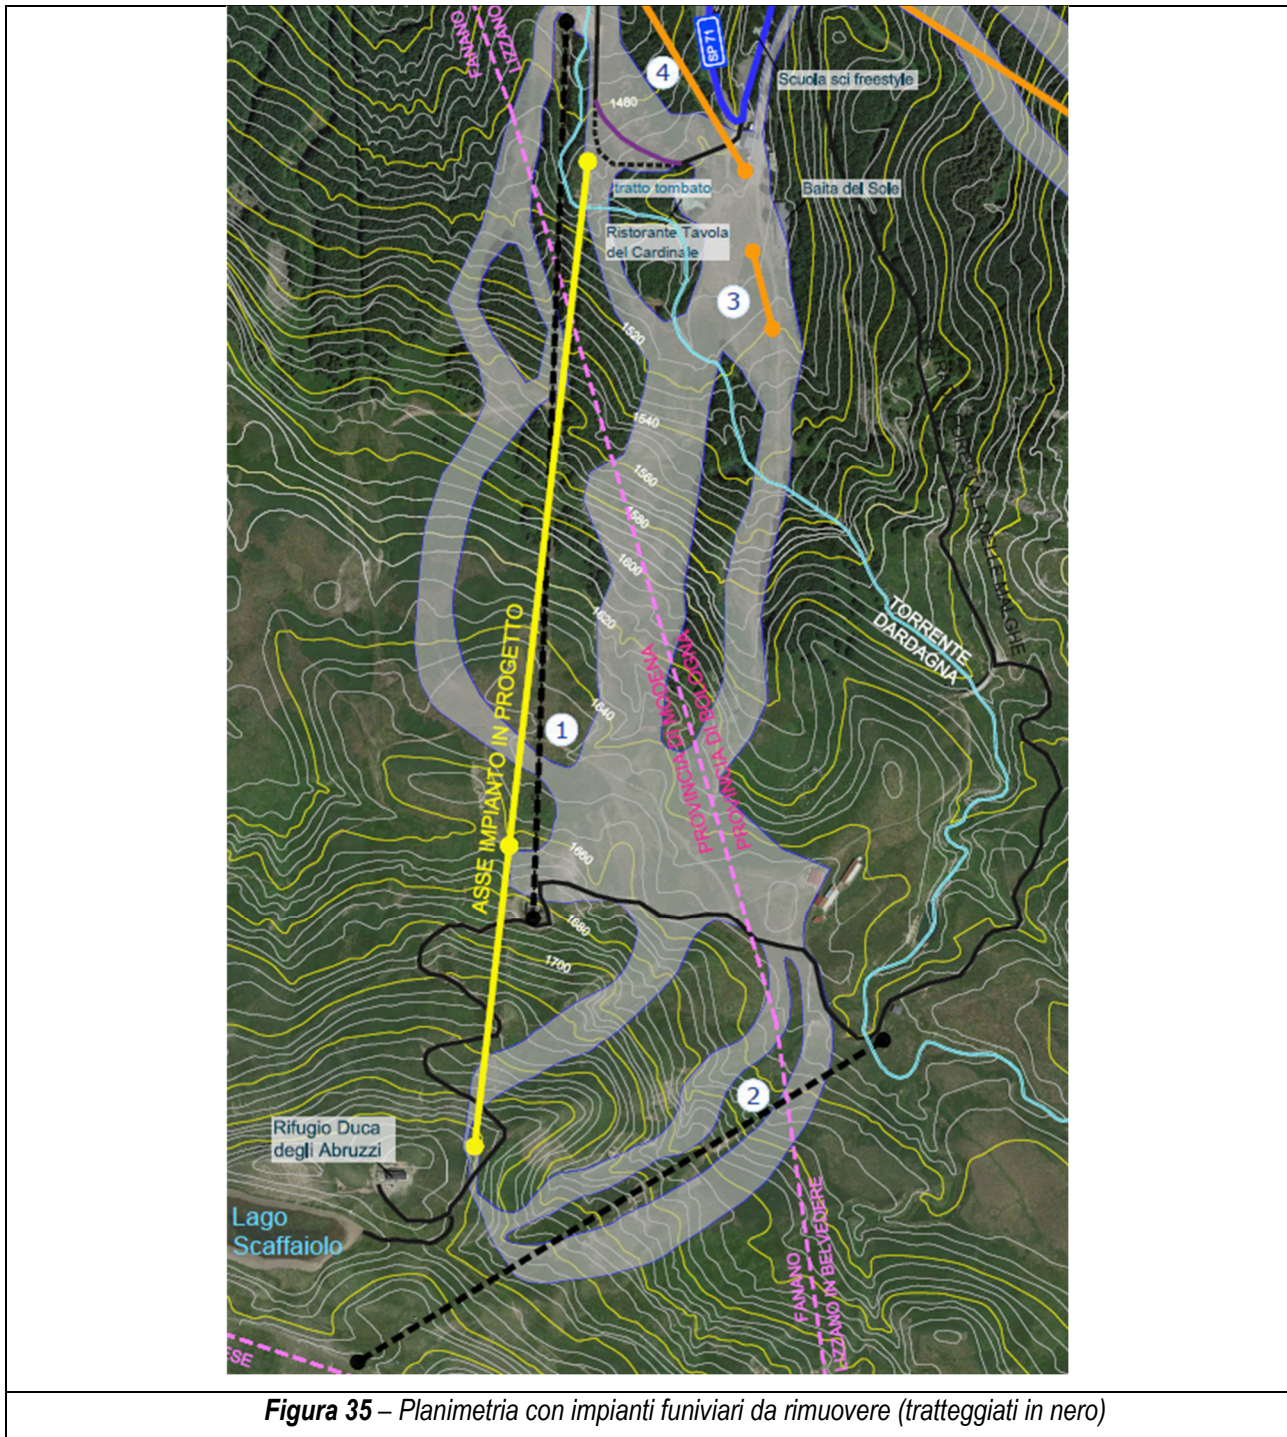 FANANO
LIZZANO
SP 71
4
Scuola sci freestyle
1480
tratto tombato
Baita del Sole
Ristorante Tavola
del Cardinale
3
1520
1540
1560
1580
1600
1620
TORRENTE
DARDAGNA
PROVINCIA DI MODENA
PROVINCIA DI BOLOGNA
1640
1
ASSE IMPIANTO IN PROGETTO
1660
1680
1700
2
Rifugio Duca
degli Abruzzi
Lago
Scaffaiolo
FANANO
LIZZANO IN BELVEDERE
ESE
Figura 35 – Planimetria con impianti funiviari da rimuovere (tratteggiati in nero)